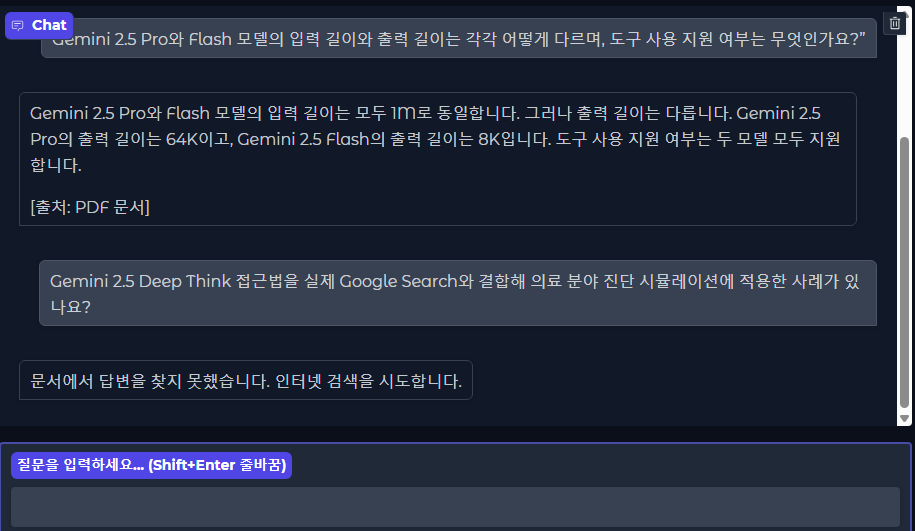 Chat
Gemini 2.5 Pro와 Flash 모델의 입력 길이와 출력 길이는 각각 어떻게 다르며, 도구 사용 지원 여부는 무엇인가요?”
Gemini 2.5 Pro와 Flash 모델의 입력 길이는 모두 1M로 동일합니다. 그러나 출력 길이는 다릅니다. Gemini 2.5
Pro의 출력 길이는 64K이고, Gemini 2.5 Flash의 출력 길이는 8K입니다. 도구 사용 지원 여부는 두 모델 모두 지원
합니다.
[출처: PDF 문서]
Gemini 2.5 Deep Think 접근법을 실제 Google Search와 결합해 의료 분야 진단 시뮬레이션에 적용한 사례가 있
나요?
문서에서 답변을 찾지 못했습니다. 인터넷 검색을 시도합니다.
질문을 입력하세요... (Shift+Enter 줄바꿈)